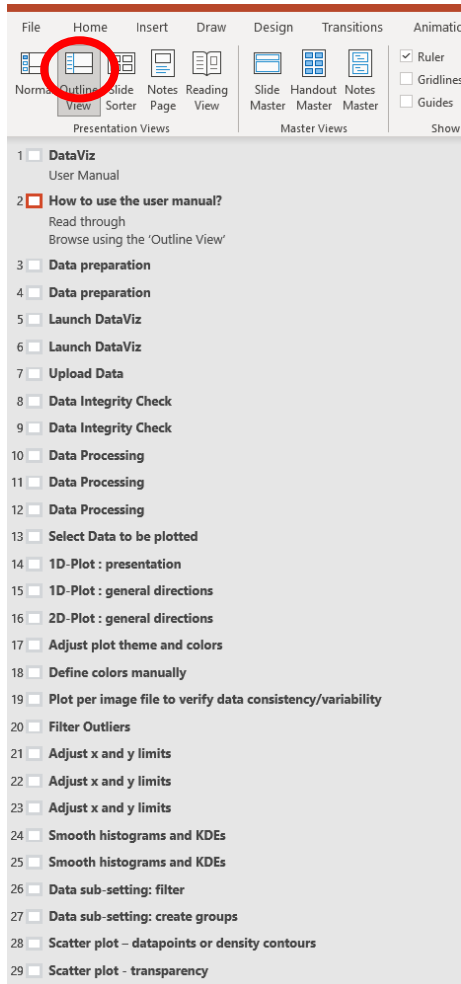 File Home Insert Draw Design Transitions Animatic
Normal Outline View Slide Sorter Notes Page Reading View Slide Master Handout Master Notes Master
Ruler
Gridlines
Guides
Presentation Views Master Views Show
1 DataViz
User Manual
2 How to use the user manual?
Read through
Browse using the ‘Outline View’
3 Data preparation
4 Data preparation
5 Launch DataViz
6 Launch DataViz
7 Upload Data
8 Data Integrity Check
9 Data Integrity Check
10 Data Processing
11 Data Processing
12 Data Processing
13 Select Data to be plotted
14 1D-Plot : presentation
15 1D-Plot : general directions
16 2D-Plot : general directions
17 Adjust plot theme and colors
18 Define colors manually
19 Plot per image file to verify data consistency/variability
20 Filter Outliers
21 Adjust x and y limits
22 Adjust x and y limits
23 Adjust x and y limits
24 Smooth histograms and KDEs
25 Smooth histograms and KDEs
26 Data sub-setting: filter
27 Data sub-setting: create groups
28 Scatter plot – datapoints or density contours
29 Scatter plot - transparency